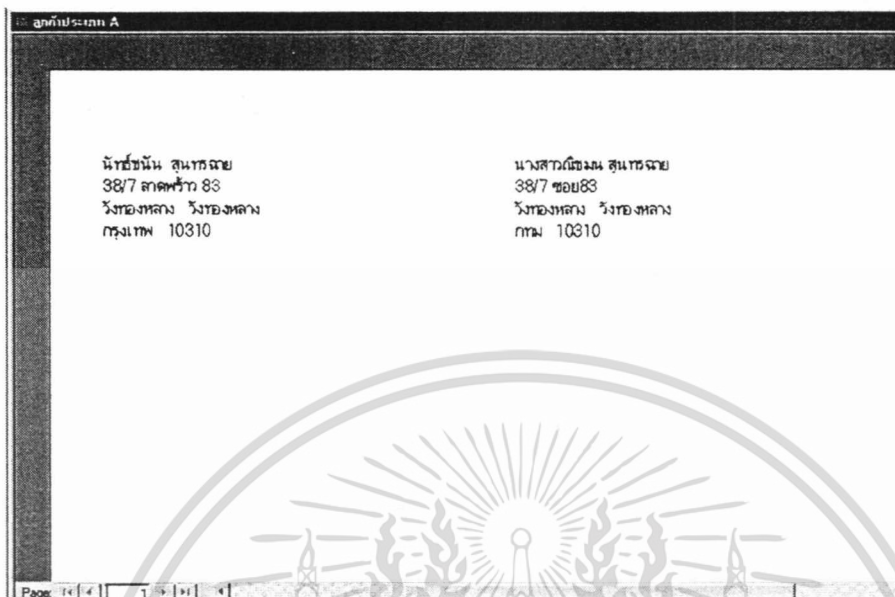 ลูกค้าประเภท A
นัทธ์ชนัน สุนทรฉาย
38/7 ลาดพร้าว 83
วังทองหลาง วังทองหลาง
กรุงเทพ 10310
นางสาวณิชมน สุนทรฉาย
38/7 ซอย83
วังทองหลาง วังทองหลาง
กทม 10310
Page: 1